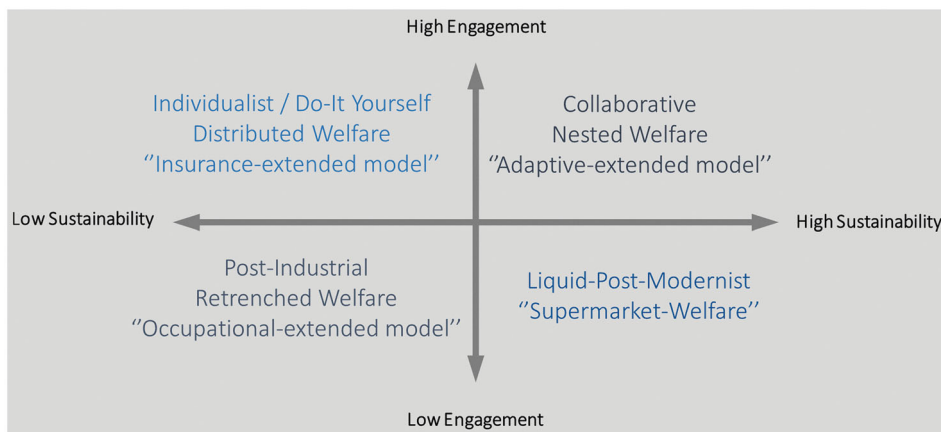 High Engagement
Individualist / Do-It Yourself
Distributed Welfare
‘’Insurance-extended model’’
Collaborative
Nested Welfare
‘’Adaptive-extended model’’
Low Sustainability
High Sustainability
Post-Industrial
Retrenched Welfare
‘’Occupational-extended model’’
Liquid-Post-Modernist
‘’Supermarket-Welfare’’
Low Engagement